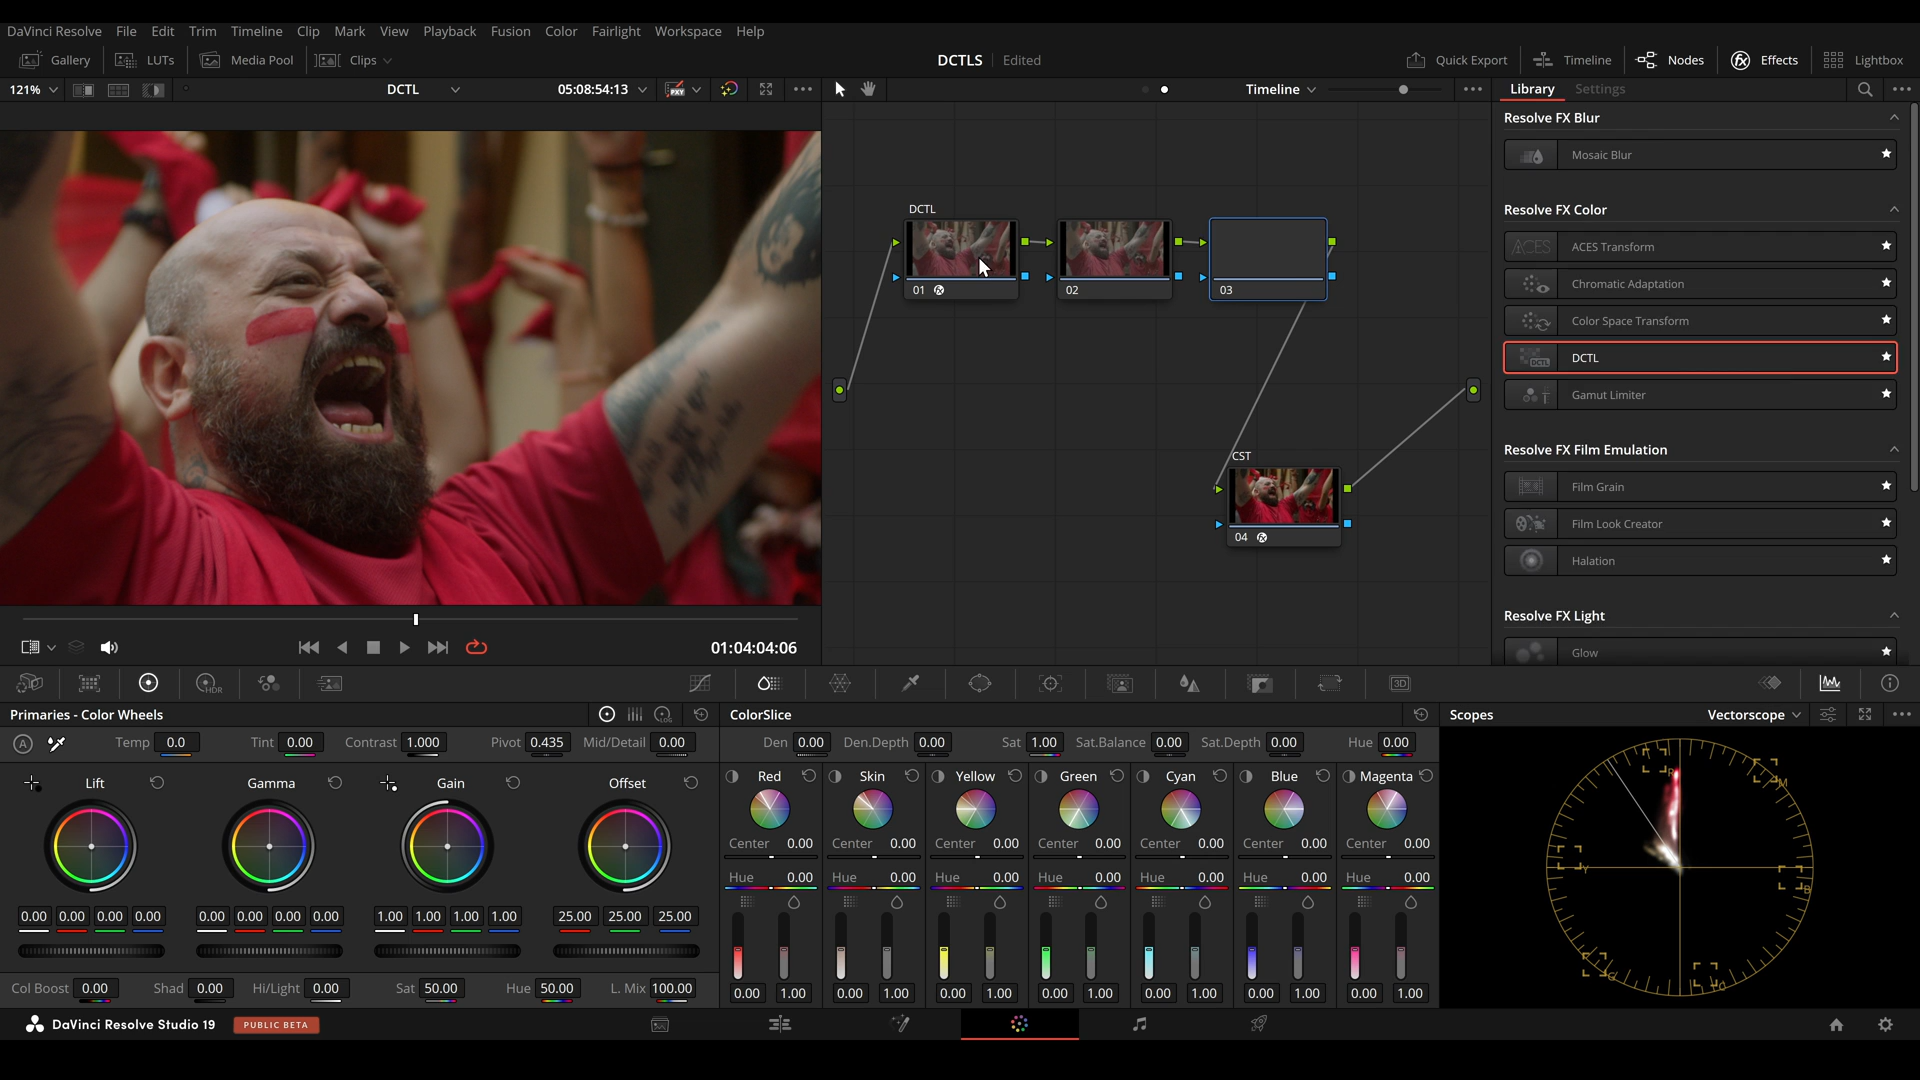 DaVinci Resolve File Edit Trim Timeline Clip Mark View Playback Fusion Color Fairlight Workspace Help
Gallery LUTs Media Pool Clips DCTLS Edited Quick Export Timeline Nodes Effects Lightbox
121% DCTL 05:08:54:13 Timeline Library Settings
Resolve FX Blur
Mosaic Blur
Resolve FX Color
ACES Transform
Chromatic Adaptation
Color Space Transform
DCTL
Gamut Limiter
Resolve FX Film Emulation
Film Grain
Film Look Creator
Halation
Resolve FX Light
Glow
DCTL
01 02 03
CST
04
01:04:04:06
Primaries - Color Wheels ColorSlice Scopes Vectorscope
Temp 0.0 Tint 0.00 Contrast 1.000 Pivot 0.435 Mid/Detail 0.00
Lift Gamma Gain Offset
0.00 0.00 0.00 0.00 0.00 0.00 0.00 0.00 1.00 1.00 1.00 1.00 25.00 25.00 25.00
Col Boost 0.00 Shad 0.00 Hi/Light 0.00 Sat 50.00 Hue 50.00 L. Mix 100.00
Den 0.00 Den.Depth 0.00 Sat 1.00 Sat.Balance 0.00 Sat.Depth 0.00 Hue 0.00
Red Skin Yellow Green Cyan Blue Magenta
Center 0.00 Center 0.00 Center 0.00 Center 0.00 Center 0.00 Center 0.00 Center 0.00
Hue 0.00 Hue 0.00 Hue 0.00 Hue 0.00 Hue 0.00 Hue 0.00 Hue 0.00
0.00 1.00 0.00 1.00 0.00 1.00 0.00 1.00 0.00 1.00 0.00 1.00 0.00 1.00
DaVinci Resolve Studio 19 PUBLIC BETA